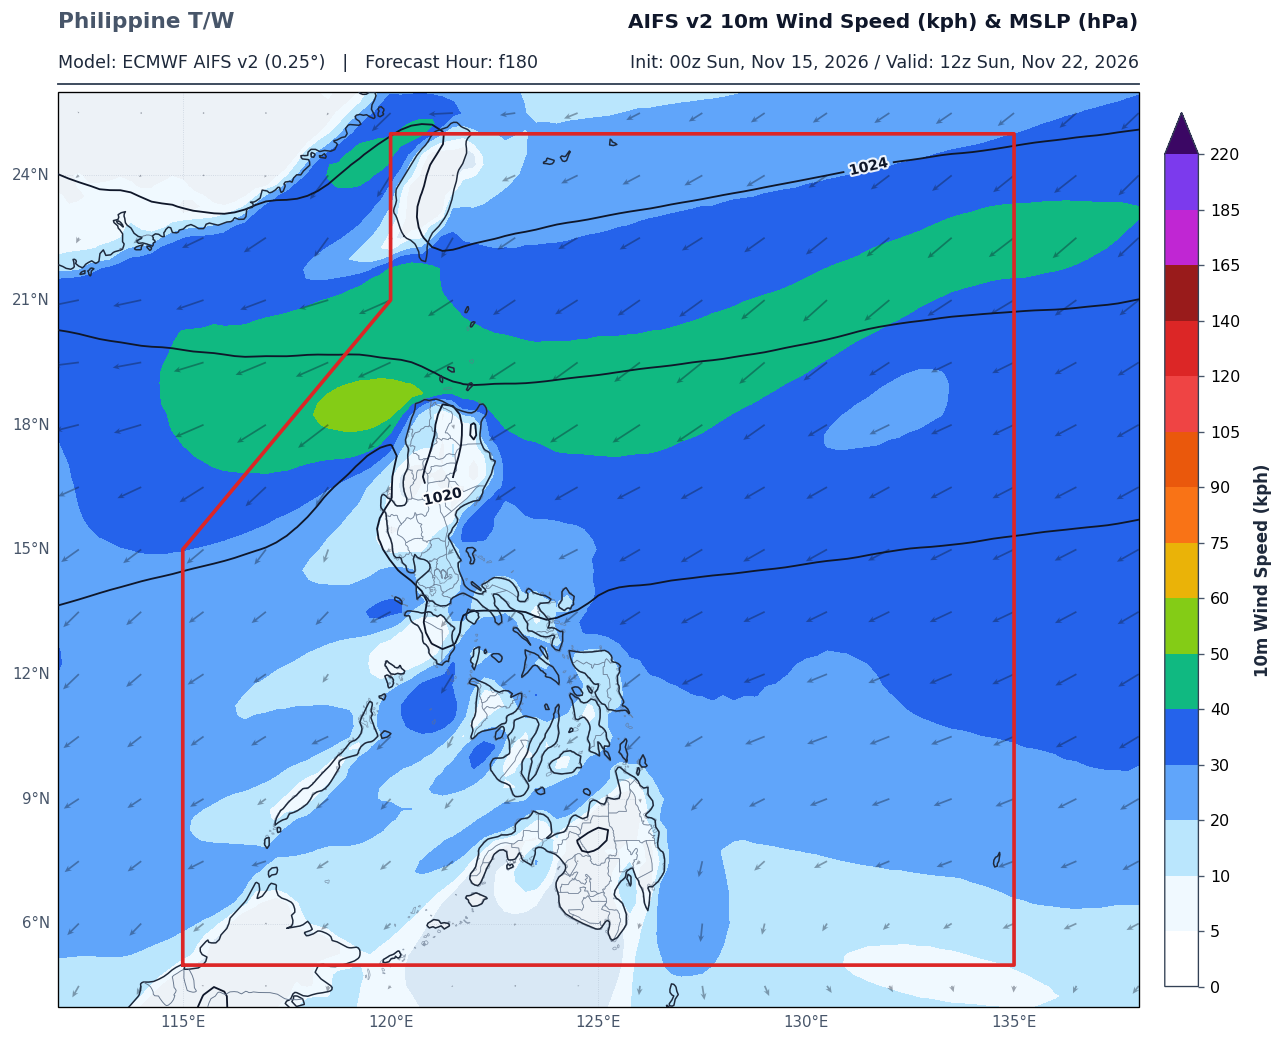 Philippine T/W
AIFS v2 10m Wind Speed (kph) & MSLP (hPa)
Model: ECMWF AIFS v2 (0.25°) | Forecast Hour: f180
Init: 00z Sun, Nov 15, 2026 / Valid: 12z Sun, Nov 22, 2026
24°N
21°N
18°N
15°N
12°N
9°N
6°N
115°E
120°E
125°E
130°E
135°E
1024
1020
220
185
165
140
120
105
90
75
60
50
40
30
20
10
5
0
10m Wind Speed (kph)